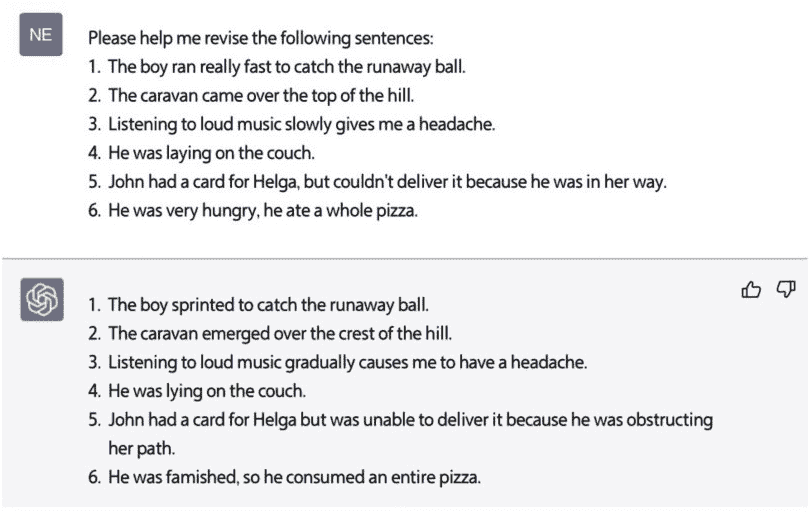 NE
Please help me revise the following sentences:
1. The boy ran really fast to catch the runaway ball.
2. The caravan came over the top of the hill.
3. Listening to loud music slowly gives me a headache.
4. He was laying on the couch.
5. John had a card for Helga, but couldn't deliver it because he was in her way.
6. He was very hungry, he ate a whole pizza.
1. The boy sprinted to catch the runaway ball.
2. The caravan emerged over the crest of the hill.
3. Listening to loud music gradually causes me to have a headache.
4. He was lying on the couch.
5. John had a card for Helga but was unable to deliver it because he was obstructing
her path.
6. He was famished, so he consumed an entire pizza.